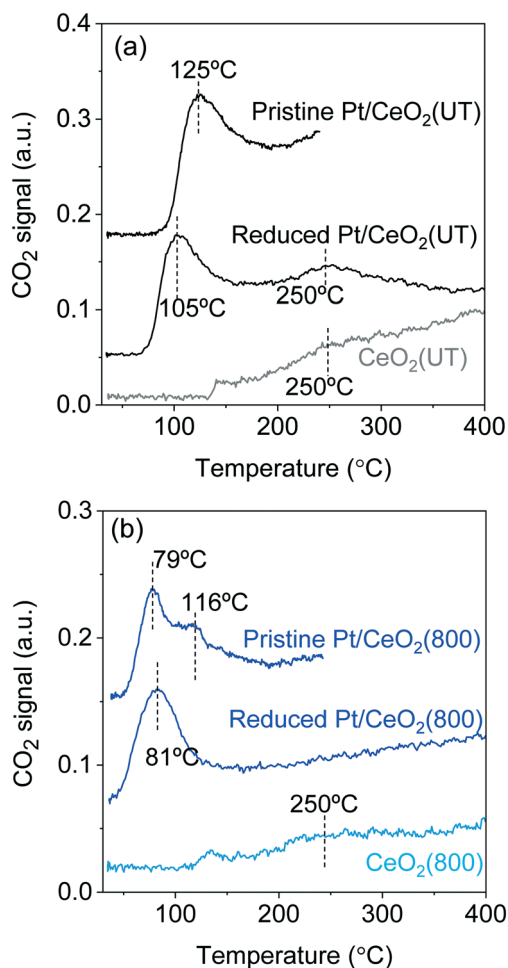 (a)
0.4
125ºC
Pristine Pt/CeO₂(UT)
0.3
CO₂ signal (a.u.)
0.2
Reduced Pt/CeO₂(UT)
0.1
105ºC
250ºC
CeO₂(UT)
250ºC
0.0
100
200
300
400
Temperature (°C)
(b)
0.3
79ºC
116ºC
Pristine Pt/CeO₂(800)
0.2
CO₂ signal (a.u.)
Reduced Pt/CeO₂(800)
81ºC
0.1
250ºC
CeO₂(800)
0.0
100
200
300
400
Temperature (°C)